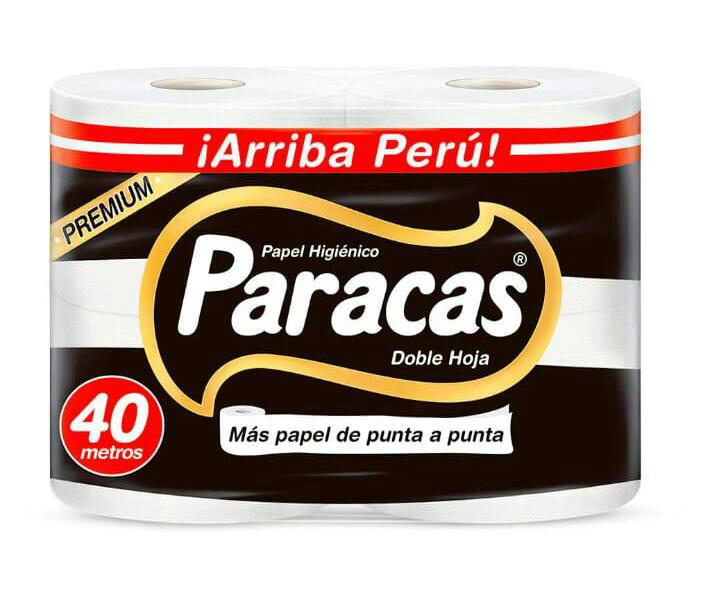 ¡Arriba Perú!
PREMIUM
Papel Higiénico
Paracas®
Doble Hoja
40
metros
Más papel de punta a punta